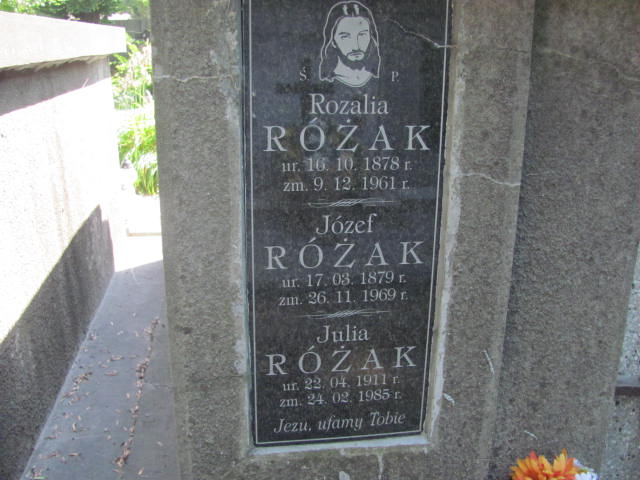 Ś. P.
Rozalia
RÓŻAK
ur. 16. 10. 1878 r.
zm. 9. 12. 1961 r.
Józef
RÓŻAK
ur. 17. 03. 1879 r.
zm. 26. 11. 1969 r.
Julia
RÓŻAK
ur. 22. 04. 1911 r.
zm. 24. 02. 1985 r.
Jezu, ufamy Tobie